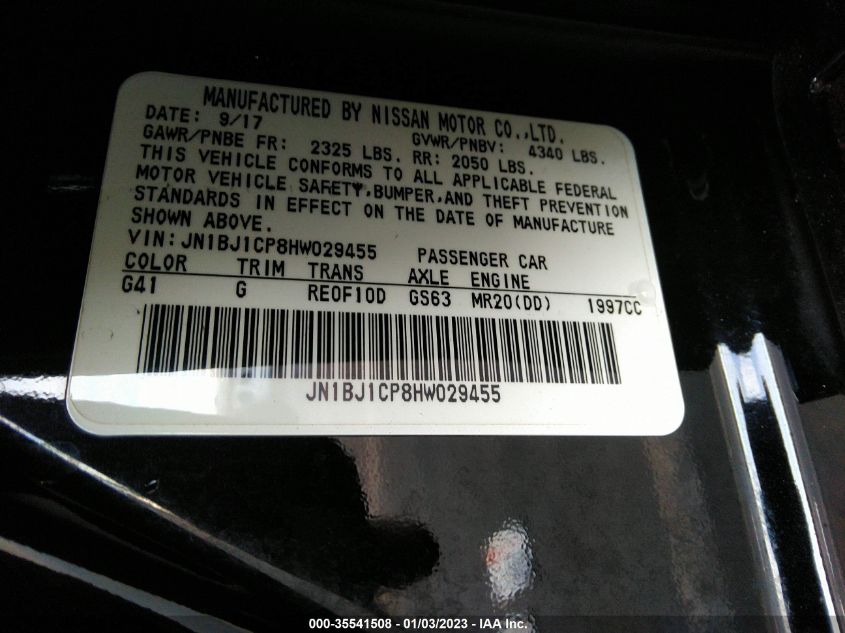 MANUFACTURED BY NISSAN MOTOR CO.,LTD.
DATE: 9/17 GVWR/PNBV: 4340 LBS.
GAWR/PNBE FR: 2325 LBS. RR: 2050 LBS.
THIS VEHICLE CONFORMS TO ALL APPLICABLE FEDERAL
MOTOR VEHICLE SAFETY,BUMPER,AND THEFT PREVENTION
STANDARDS IN EFFECT ON THE DATE OF MANUFACTURE
SHOWN ABOVE.
VIN:JN1BJ1CP8HW029455 PASSENGER CAR
COLOR TRIM TRANS AXLE ENGINE
G41 G RE0F10D GS63 MR20(DD) 1997CC
JN1BJ1CP8HW029455
000-35541508 - 01/03/2023 - IAA Inc.